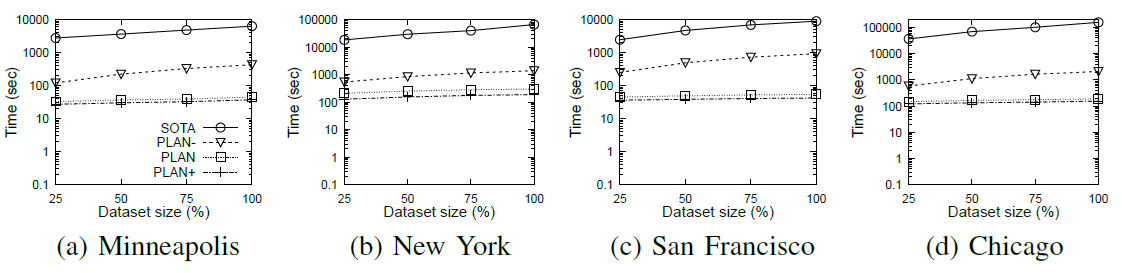 100000
10000
1000
100
10
1
0.1
Time (sec)
25 50 75 100
Dataset size (%)
SOTA
PLAN-
PLAN
PLAN+
(a) Minneapolis
100000
10000
1000
100
10
1
0.1
Time (sec)
25 50 75 100
Dataset size (%)
(b) New York
10000
1000
100
10
1
0.1
Time (sec)
25 50 75 100
Dataset size (%)
(c) San Francisco
100000
10000
1000
100
10
1
0.1
Time (sec)
25 50 75 100
Dataset size (%)
(d) Chicago